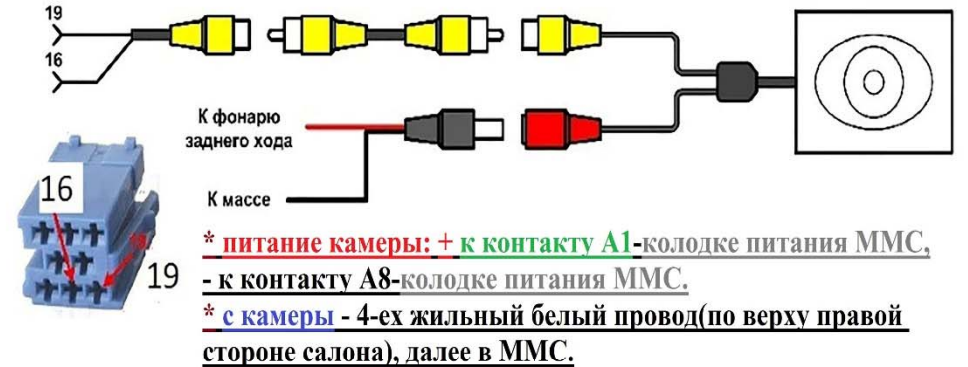 19
16
К фонарю
заднего хода
К массе
16
19
19
* питание камеры: + к контакту А1-колодке питания ММС,
- к контакту А8-колодке питания ММС.
* с камеры - 4-ех жильный белый провод(по верху правой
стороне салона), далее в ММС.